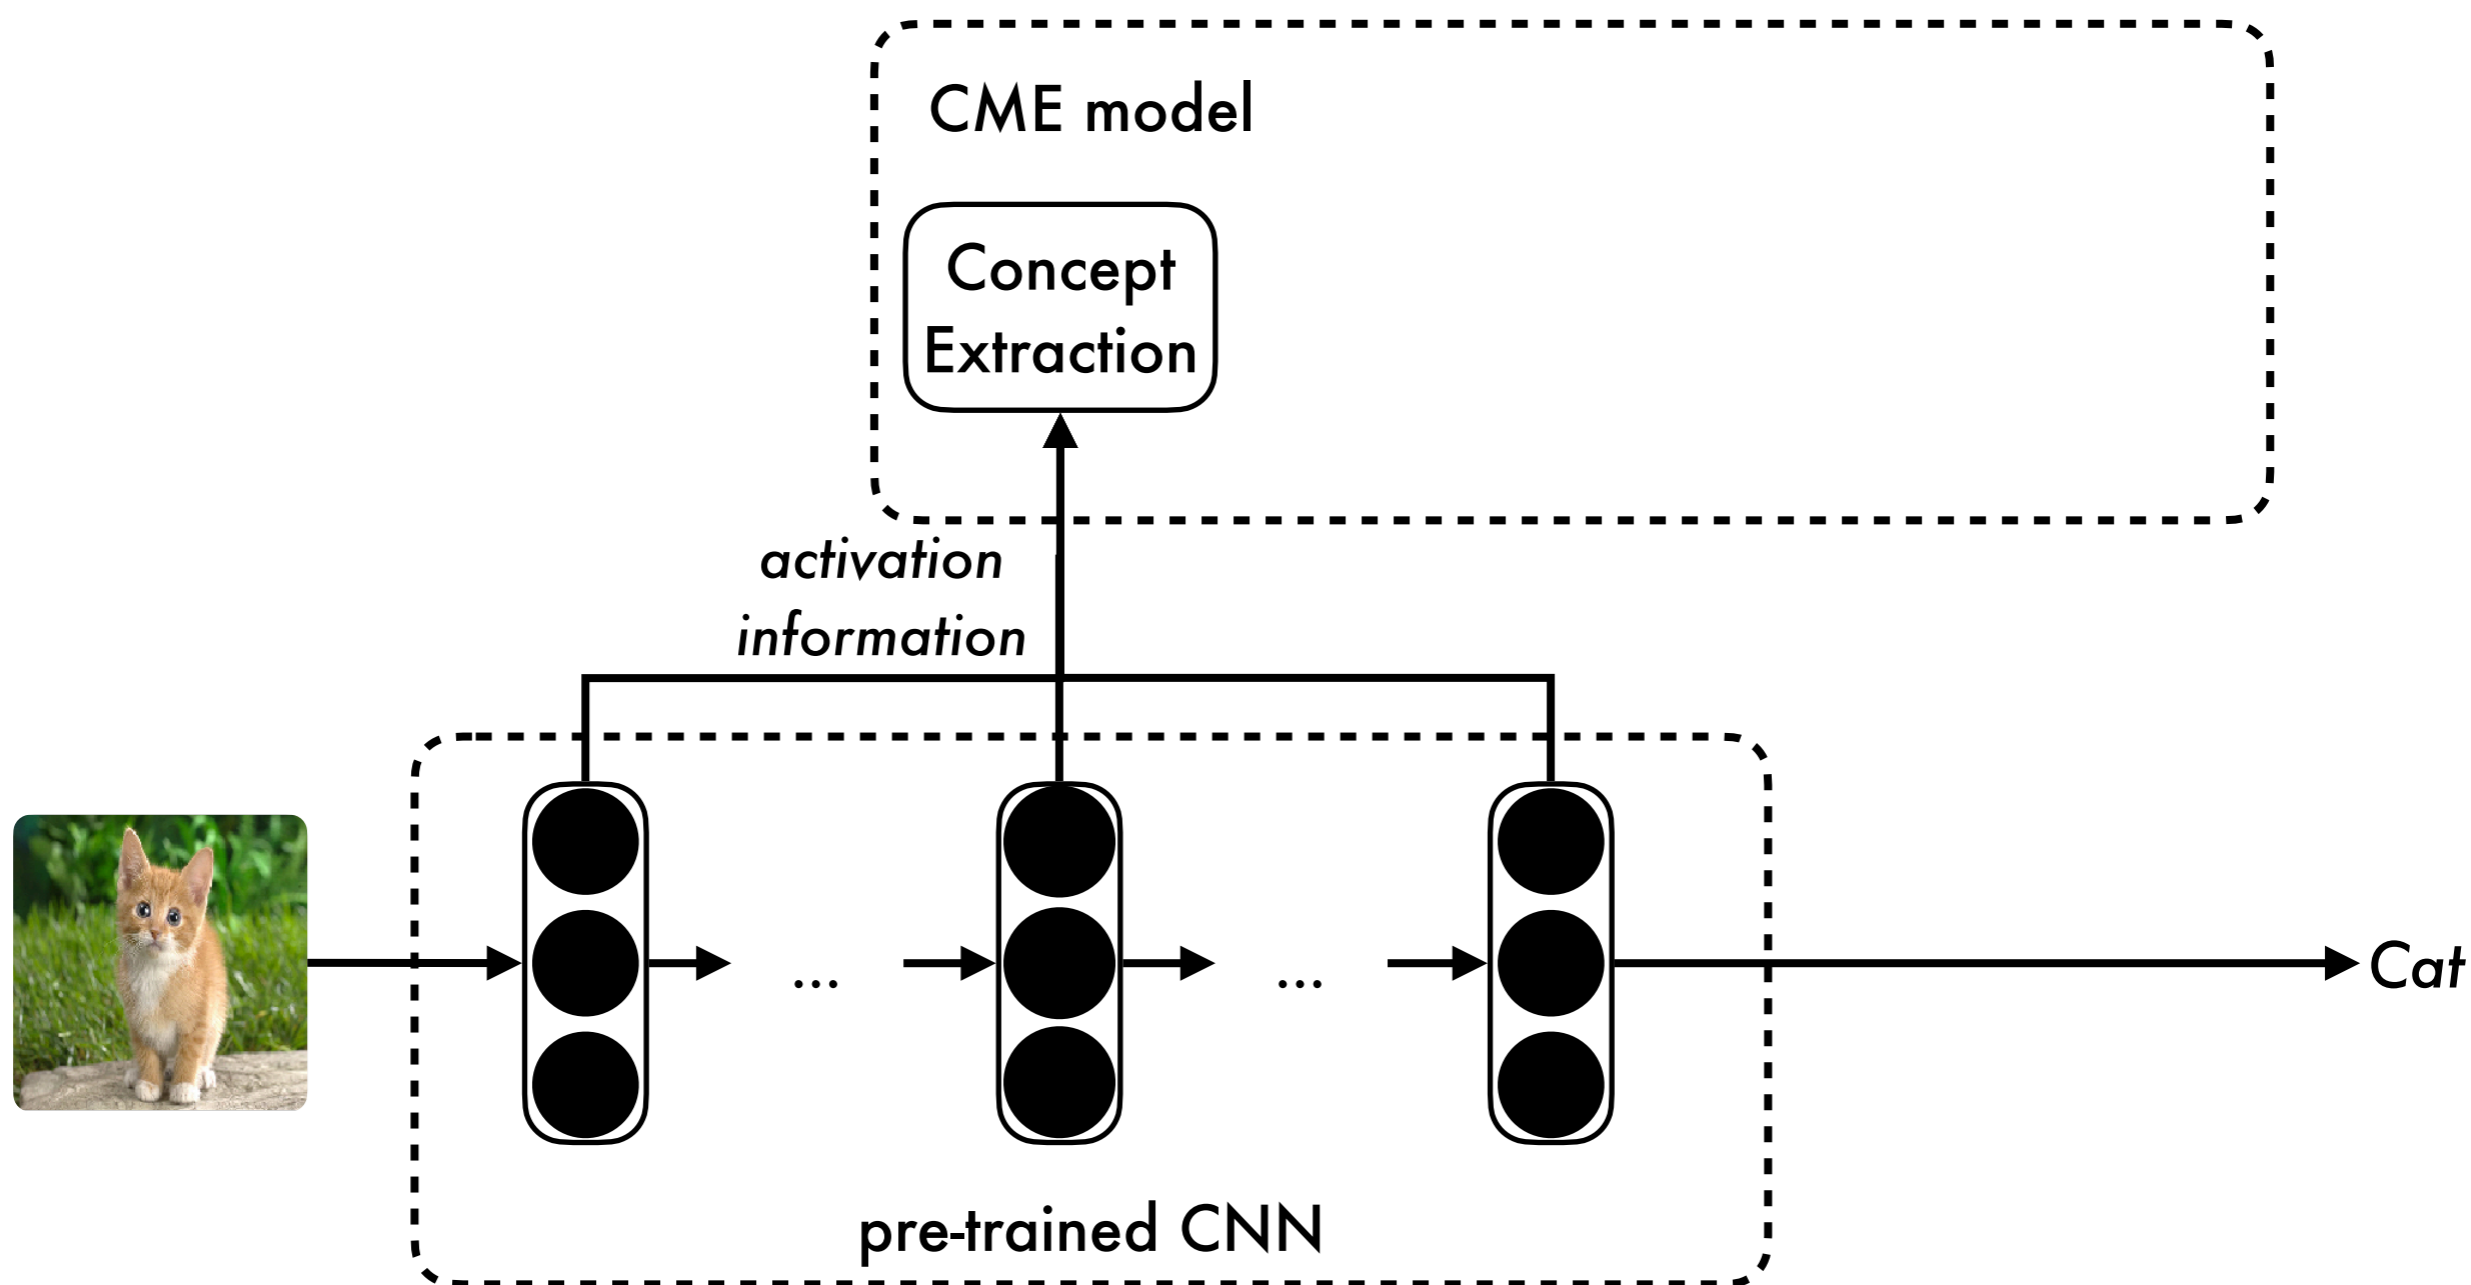 CME model
Concept
Extraction
activation
information
...
...
Cat
pre-trained CNN